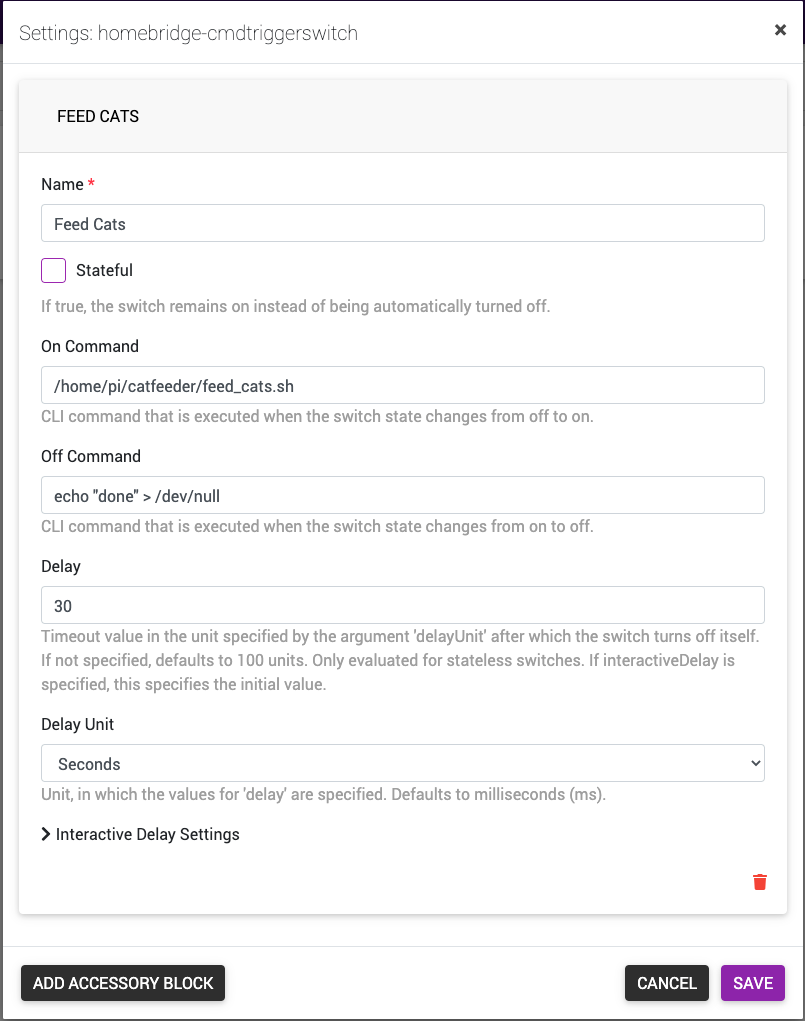 Settings: homebridge-cmdtriggerswitch
×
FEED CATS
Name *
Feed Cats
Stateful
If true, the switch remains on instead of being automatically turned off.
On Command
/home/pi/catfeeder/feed_cats.sh
CLI command that is executed when the switch state changes from off to on.
Off Command
echo "done" > /dev/null
CLI command that is executed when the switch state changes from on to off.
Delay
30
Timeout value in the unit specified by the argument 'delayUnit' after which the switch turns off itself.
If not specified, defaults to 100 units. Only evaluated for stateless switches. If interactiveDelay is
specified, this specifies the initial value.
Delay Unit
Seconds
Unit, in which the values for 'delay' are specified. Defaults to milliseconds (ms).
Interactive Delay Settings
ADD ACCESSORY BLOCK
CANCEL
SAVE